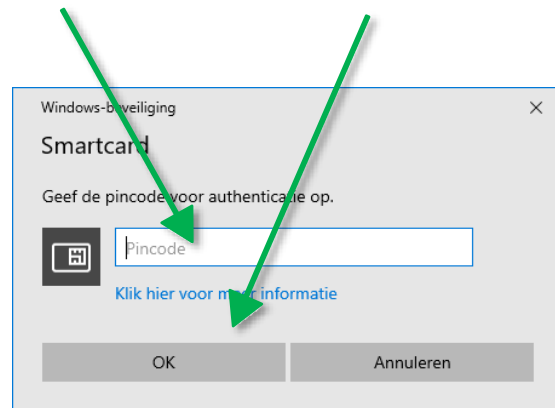 Windows-beveiliging
Smartcard
Geef de pincode voor authenticatie op.
Pincode
Klik hier voor meer informatie
OK
Annuleren